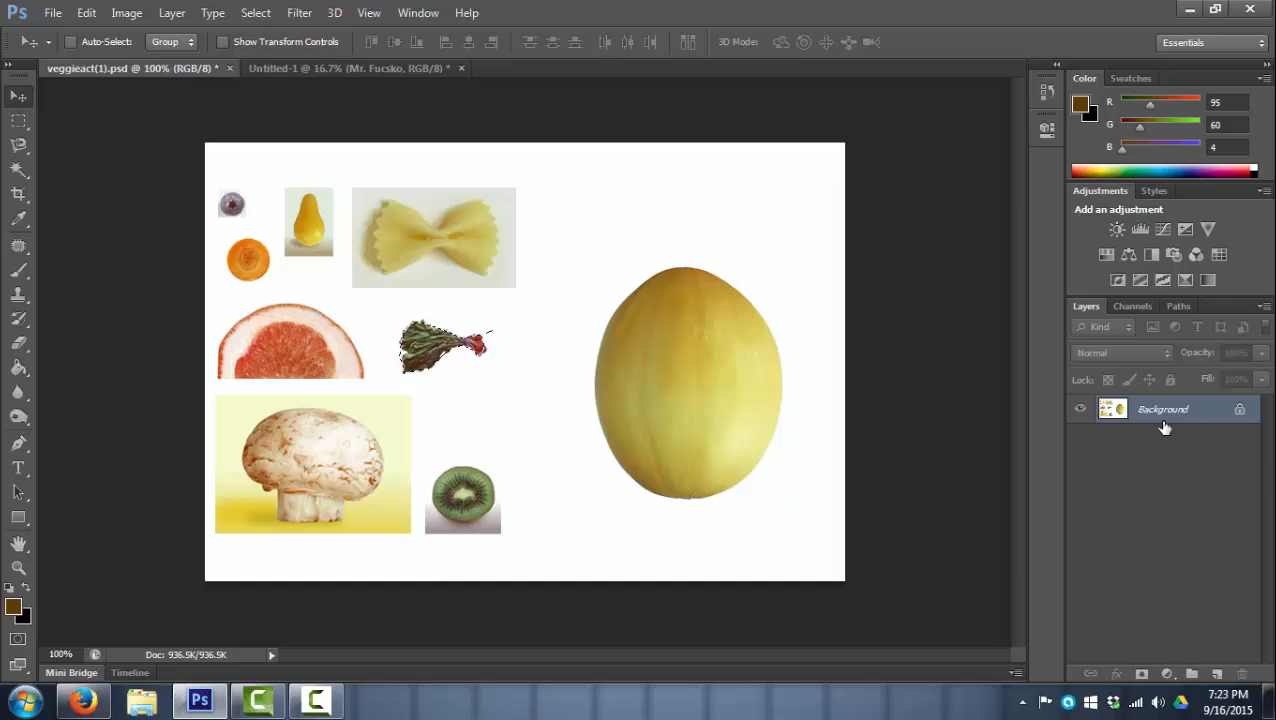 Ps File Edit Image Layer Type Select Filter 3D View Window Help
Auto-Select: Group Show Transform Controls 3D Mode: Essentials
veggieact(1).psd @ 100% (RGB/8) * × Untitled-1 @ 16.7% (Mr. Fucsko, RGB/8) * ×
Color Swatches
R 95
G 60
B 4
Adjustments Styles
Add an adjustment
Layers Channels Paths
Kind
Normal Opacity: 100%
Lock: Fill: 100%
Background
100% Doc: 936.5K/936.5K
Mini Bridge Timeline
Ps
7:23 PM
9/16/2015